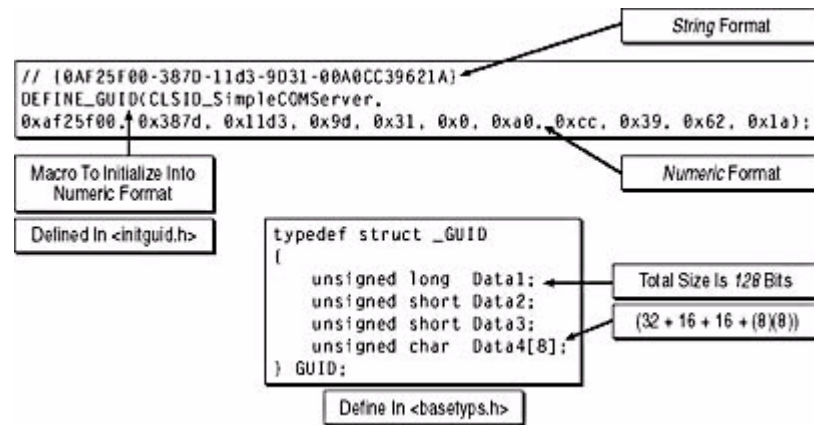 String Format
// {0AF25F00-387D-11d3-9D31-00A0CC39621A}
DEFINE_GUID(CLSID_SimpleCOMServer,
0xaf25f00, 0x387d, 0x11d3, 0x9d, 0x31, 0x0, 0xa0, 0xcc, 0x39, 0x62, 0x1a);
Macro To Initialize Into
Numeric Format
Numeric Format
Defined In <initguid.h>
typedef struct _GUID
{
unsigned long Data1;
Total Size Is 128 Bits
unsigned short Data2;
unsigned short Data3;
(32 + 16 + 16 + (8)(8))
unsigned char Data4[8];
} GUID;
Define In <basetyps.h>